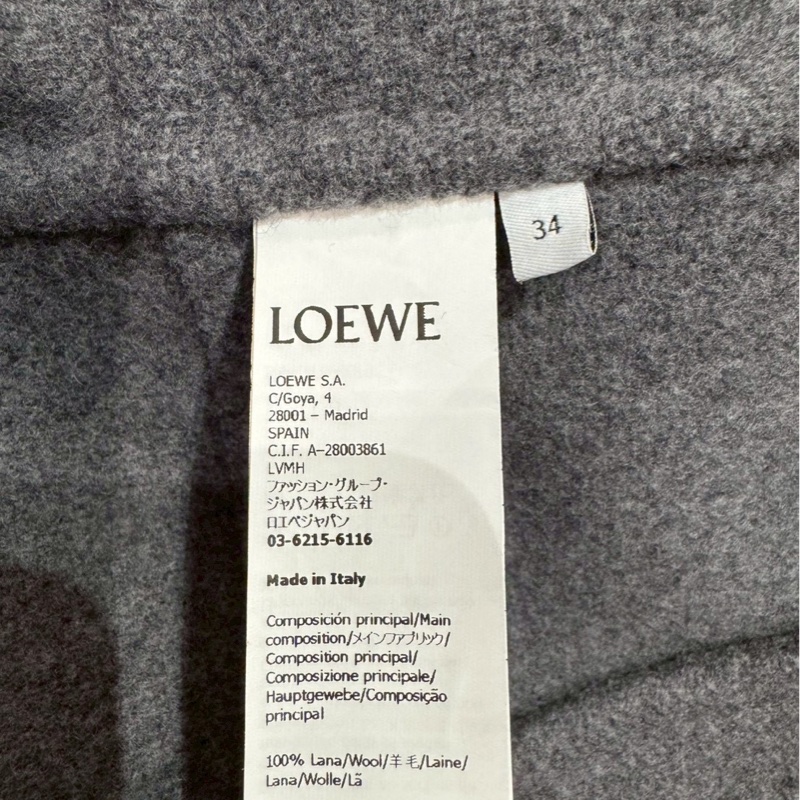 34
LOEWE
LOEWE S.A.
C/Goya, 4
28001 – Madrid
SPAIN
C.I.F. A–28003861
LVMH
ファッション・グループ・
ジャパン株式会社
ロエベジャパン
03-6215-6116
Made in Italy
Composición principal/Main
composition/メインファブリック/
Composition principal/
Composizione principale/
Hauptgewebe/Composição
principal
100% Lana/Wool/羊毛/Laine/
Lana/Wolle/Lã